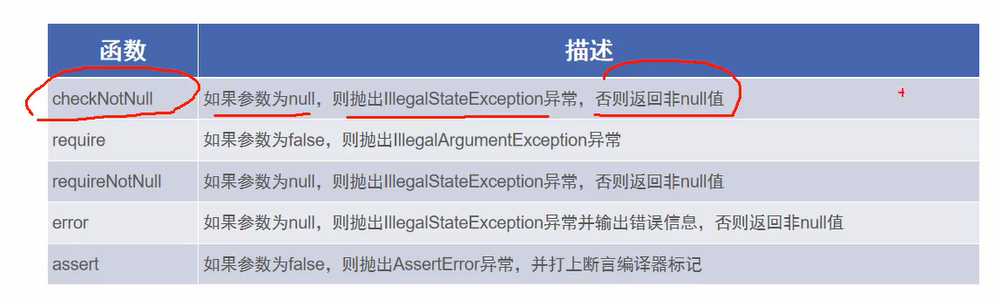 函数 描述
checkNotNull 如果参数为null，则抛出IllegalStateException异常，否则返回非null值
require 如果参数为false，则抛出IllegalArgumentException异常
requireNotNull 如果参数为null，则抛出IllegalStateException异常，否则返回非null值
error 如果参数为null，则抛出IllegalStateException异常并输出错误信息，否则返回非null值
assert 如果参数为false，则抛出AssertError异常，并打上断言编译器标记